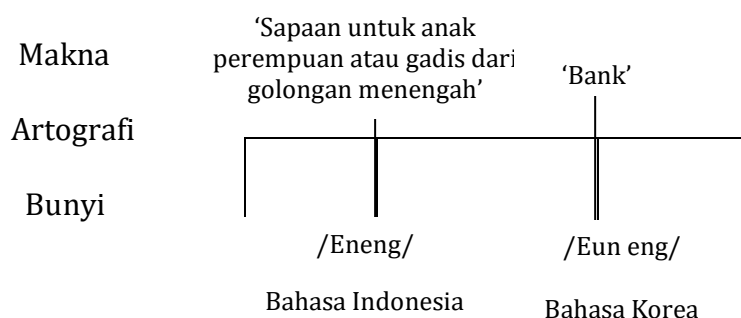 Makna
‘Sapaan untuk anak
perempuan atau gadis dari
golongan menengah’
‘Bank’
Artografi
Bunyi
/Eneng/
/Eun eng/
Bahasa Indonesia
Bahasa Korea